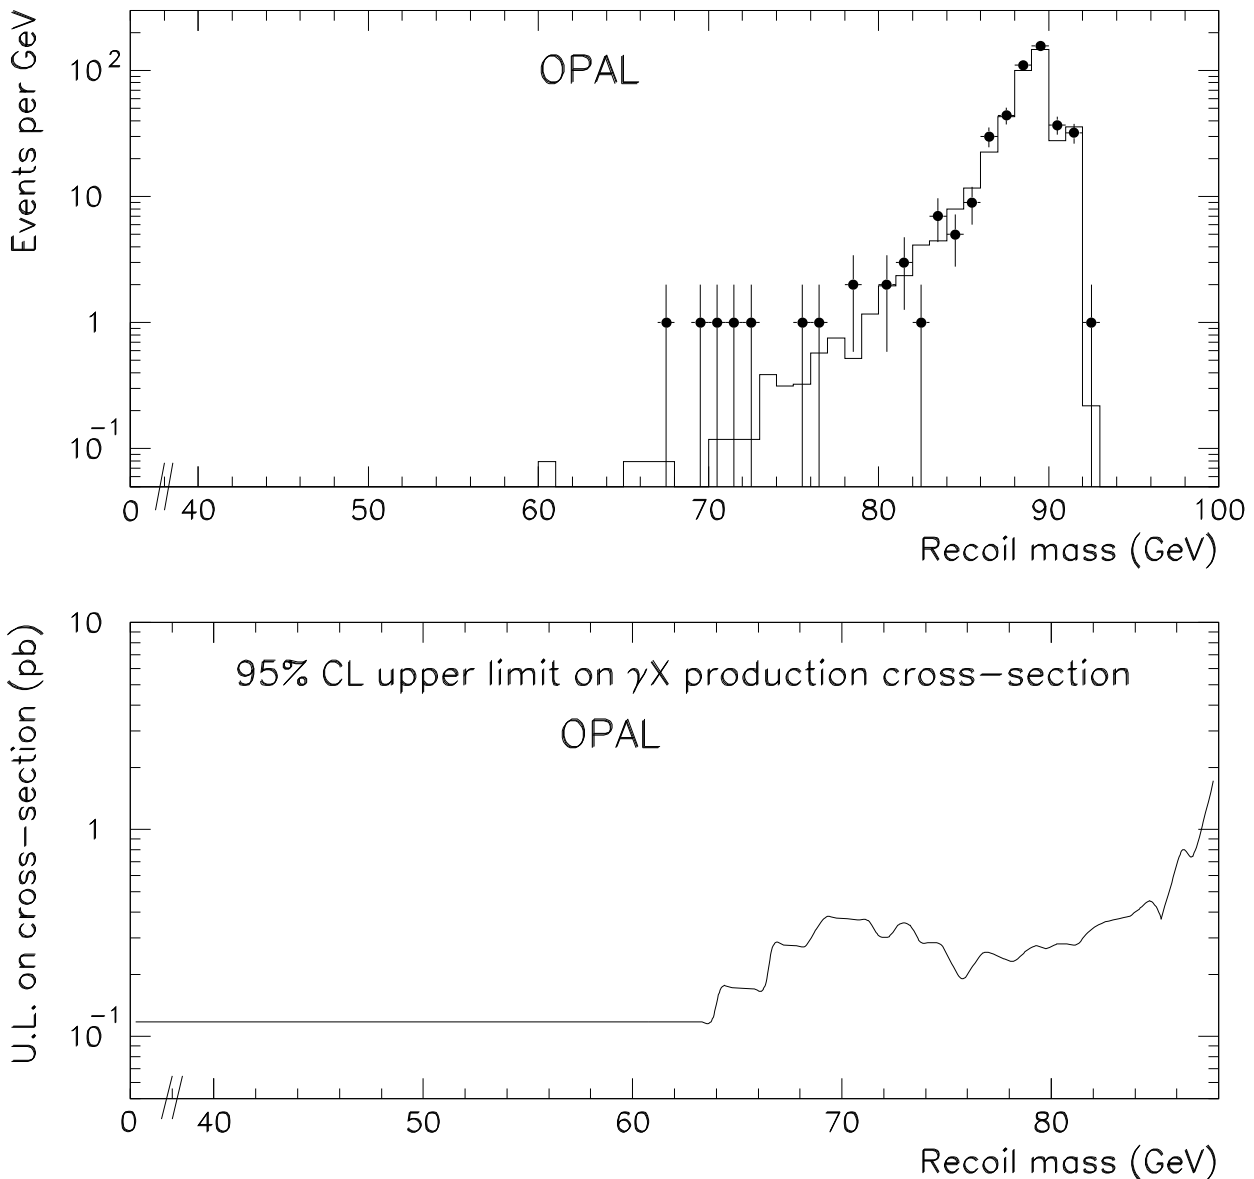 Events per GeV
OPAL
10^2
10
1
10^-1
0 40 50 60 70 80 90 100
Recoil mass (GeV)
U.L. on cross-section (pb)
10
95% CL upper limit on γX production cross-section
OPAL
1
10^-1
0 40 50 60 70 80
Recoil mass (GeV)